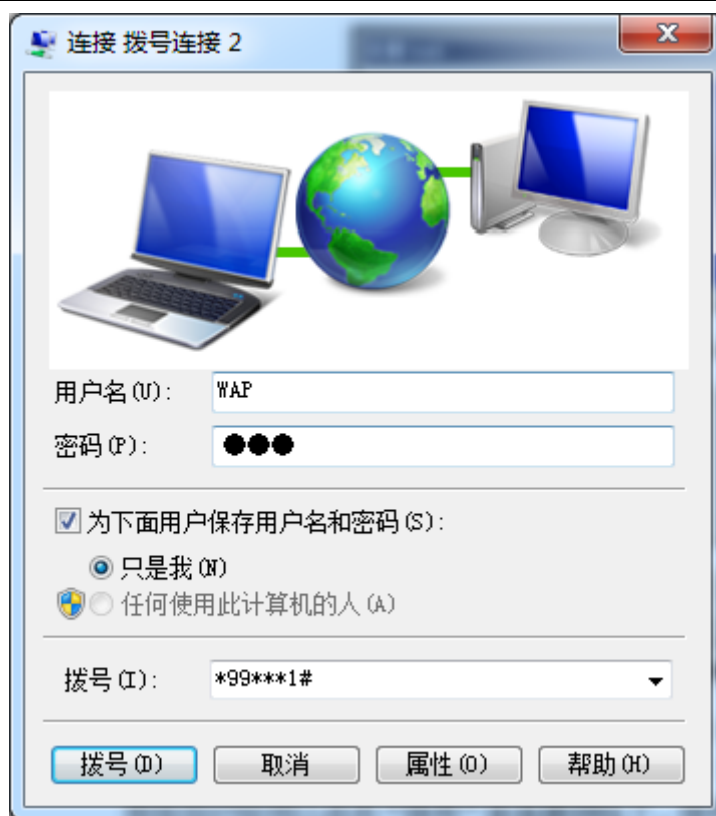 连接 拨号连接 2
用户名(U):
WAP
密码(P):
●●●
为下面用户保存用户名和密码(S):
只是我(N)
任何使用此计算机的人(A)
拨号(I):
*99***1#
拨号(D)
取消
属性(O)
帮助(H)